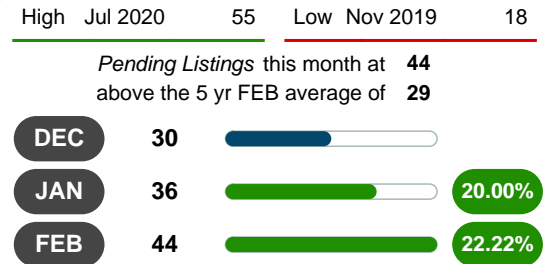 High Jul 2020 55 Low Nov 2019 18
Pending Listings this month at 44
above the 5 yr FEB average of 29
DEC 30
JAN 36 20.00%
FEB 44 22.22%